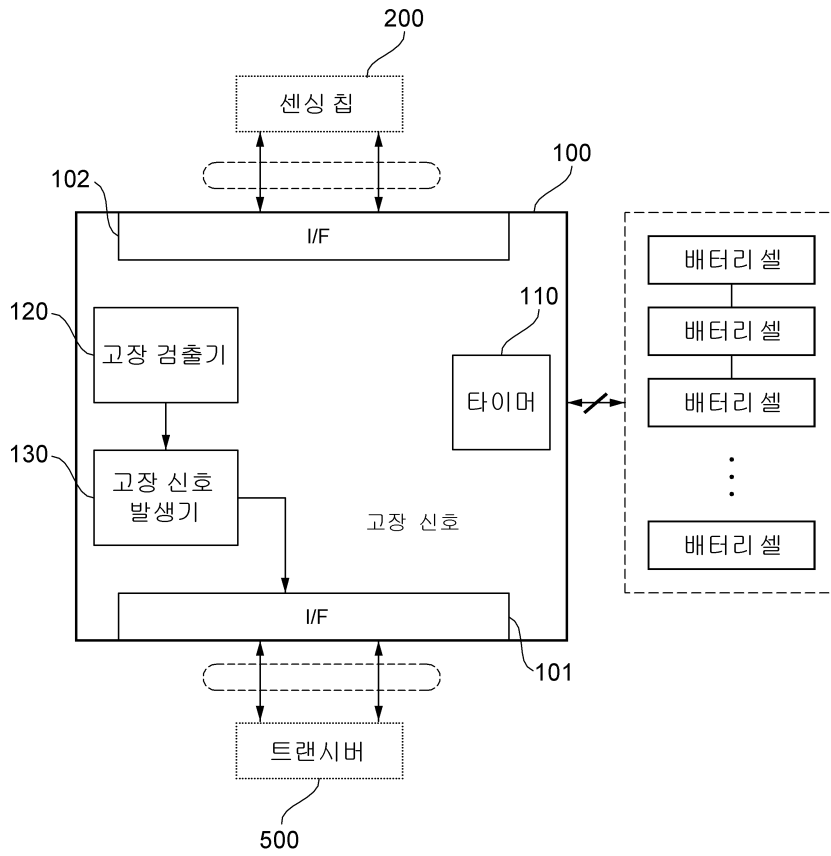 200
센싱 칩
102
100
I/F
120
고장 검출기
110
타이머
배터리 셀
배터리 셀
배터리 셀
배터리 셀
130
고장 신호
발생기
고장 신호
I/F
101
트랜시버
500